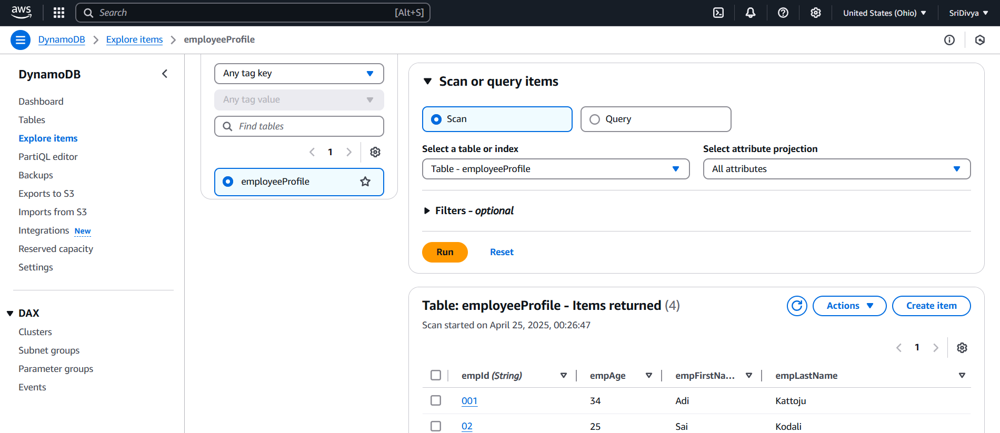 aws
Search [Alt+S]
United States (Ohio)
SriDivya
DynamoDB
Explore items
employeeProfile
DynamoDB
Dashboard
Tables
Explore items
PartiQL editor
Backups
Exports to S3
Imports from S3
Integrations New
Reserved capacity
Settings
DAX
Clusters
Subnet groups
Parameter groups
Events
Any tag key
Any tag value
Find tables
1
employeeProfile
Scan or query items
Scan
Query
Select a table or index
Table - employeeProfile
Select attribute projection
All attributes
Filters - optional
Run
Reset
Table: employeeProfile - Items returned (4)
Scan started on April 25, 2025, 00:26:47
Actions
Create item
1
empId (String) empAge empFirstNa... empLastName
001 34 Adi Kattoju
02 25 Sai Kodali